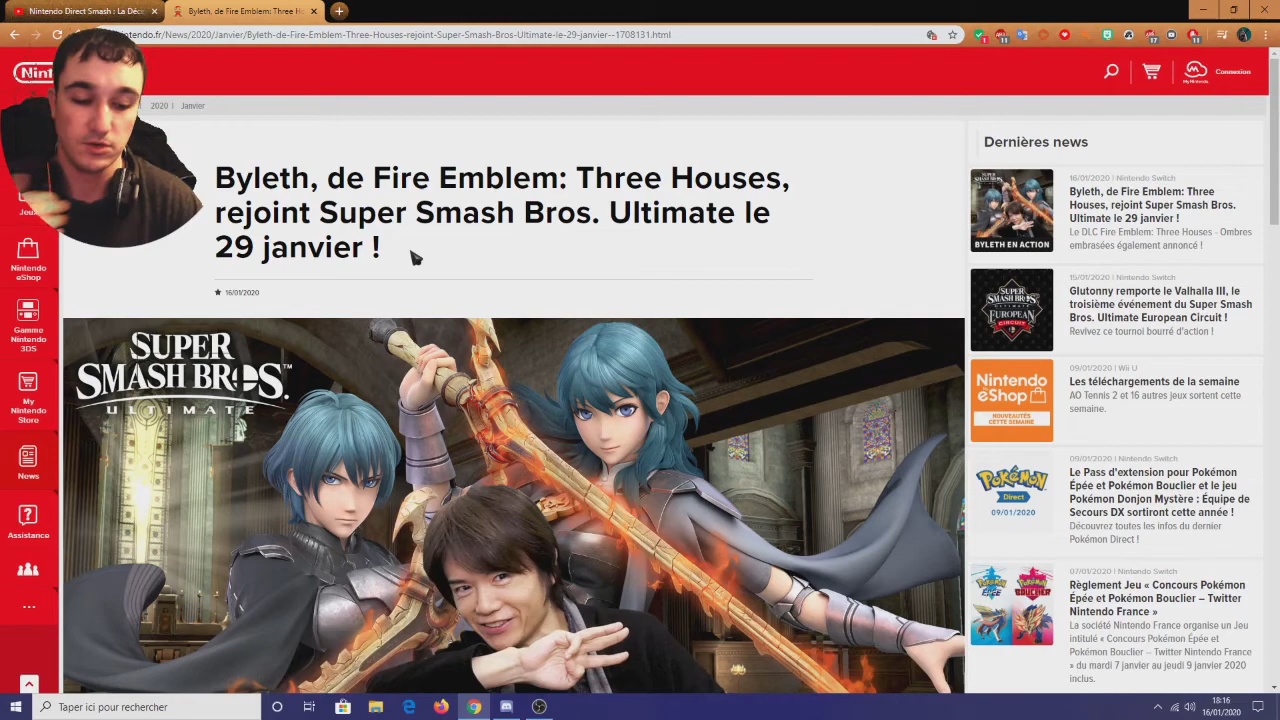 Nintendo Direct Smash : La Déce
Byleth, de Fire Emblem: Three Ho
ntendo.fr/News/2020/Janvier/Byleth-de-Fire-Emblem-Three-Houses-rejoint-Super-Smash-Bros-Ultimate-le-29-janvier--1708131.html
Nint
My Nintendo
Connexion
2020 | Janvier
Jeux
Nintendo
eShop
Gamme
Nintendo
3DS
My
Nintendo
Store
News
Assistance
...
Byleth, de Fire Emblem: Three Houses,
rejoint Super Smash Bros. Ultimate le
29 janvier !
16/01/2020
SUPER
SMASH BROS.™
ULTIMATE
Dernières news
BYLETH EN ACTION
16/01/2020 | Nintendo Switch
Byleth, de Fire Emblem: Three
Houses, rejoint Super Smash Bros.
Ultimate le 29 janvier !
Le DLC Fire Emblem: Three Houses - Ombres
embrasées également annoncé !
SUPER
SMASH BROS
ULTIMATE
EUROPEAN
CIRCUIT
15/01/2020 | Nintendo Switch
Glutonny remporte le Valhalla III, le
troisième événement du Super Smash
Bros. Ultimate European Circuit !
Revivez ce tournoi bourré d'action !
Nintendo
eShop
NOUVEAUTÉS
CETTE SEMAINE
09/01/2020 | Wii U
Les téléchargements de la semaine
AO Tennis 2 et 16 autres jeux sortent cette
semaine.
POKéMON
Direct
09/01/2020
09/01/2020 | Nintendo Switch
Le Pass d'extension pour Pokémon
Épée et Pokémon Bouclier et le jeu
Pokémon Donjon Mystère : Équipe de
Secours DX sortiront cette année !
Découvrez toutes les infos du dernier
Pokémon Direct !
07/01/2020 | Nintendo Switch
Règlement Jeu « Concours Pokémon
Épée et Pokémon Bouclier – Twitter
Nintendo France »
La société Nintendo France organise un Jeu
intitulé « Concours Pokémon Épée et
Pokémon Bouclier – Twitter Nintendo France
» du mardi 7 janvier au jeudi 9 janvier 2020
inclus.
Taper ici pour rechercher
18:16
16/01/2020